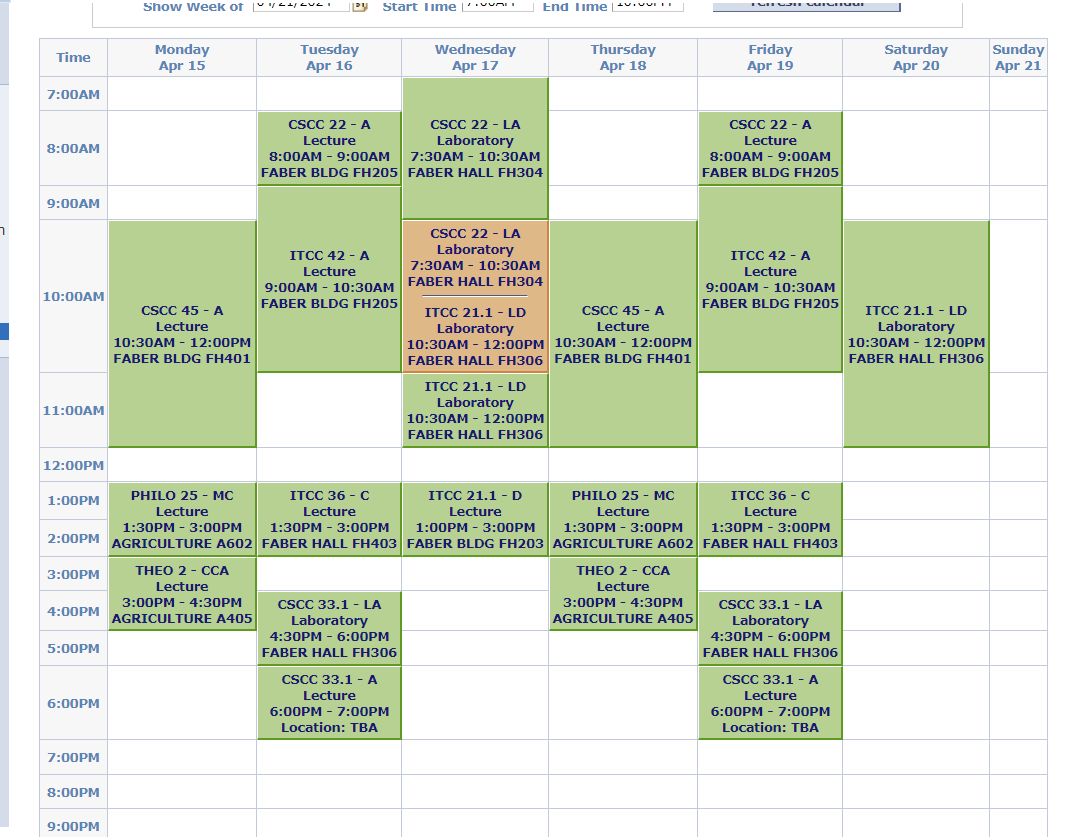 Show Week of 04/21/2024 Start Time 7:00AM End Time 10:00PM
Time
Monday
Apr 15
Tuesday
Apr 16
Wednesday
Apr 17
Thursday
Apr 18
Friday
Apr 19
Saturday
Apr 20
Sunday
Apr 21
7:00AM
CSCC 22 - LA
Laboratory
7:30AM - 10:30AM
FABER HALL FH304
8:00AM
CSCC 22 - A
Lecture
8:00AM - 9:00AM
FABER BLDG FH205
CSCC 22 - A
Lecture
8:00AM - 9:00AM
FABER BLDG FH205
9:00AM
ITCC 42 - A
Lecture
9:00AM - 10:30AM
FABER BLDG FH205
ITCC 42 - A
Lecture
9:00AM - 10:30AM
FABER BLDG FH205
10:00AM
CSCC 45 - A
Lecture
10:30AM - 12:00PM
FABER BLDG FH401
CSCC 22 - LA
Laboratory
7:30AM - 10:30AM
FABER HALL FH304
ITCC 21.1 - LD
Laboratory
10:30AM - 12:00PM
FABER HALL FH306
CSCC 45 - A
Lecture
10:30AM - 12:00PM
FABER BLDG FH401
ITCC 21.1 - LD
Laboratory
10:30AM - 12:00PM
FABER HALL FH306
11:00AM
ITCC 21.1 - LD
Laboratory
10:30AM - 12:00PM
FABER HALL FH306
12:00PM
1:00PM
PHILO 25 - MC
Lecture
1:30PM - 3:00PM
AGRICULTURE A602
ITCC 36 - C
Lecture
1:30PM - 3:00PM
FABER HALL FH403
ITCC 21.1 - D
Lecture
1:00PM - 3:00PM
FABER BLDG FH203
PHILO 25 - MC
Lecture
1:30PM - 3:00PM
AGRICULTURE A602
ITCC 36 - C
Lecture
1:30PM - 3:00PM
FABER HALL FH403
2:00PM
3:00PM
THEO 2 - CCA
Lecture
3:00PM - 4:30PM
AGRICULTURE A405
THEO 2 - CCA
Lecture
3:00PM - 4:30PM
AGRICULTURE A405
4:00PM
CSCC 33.1 - LA
Laboratory
4:30PM - 6:00PM
FABER HALL FH306
CSCC 33.1 - LA
Laboratory
4:30PM - 6:00PM
FABER HALL FH306
5:00PM
6:00PM
CSCC 33.1 - A
Lecture
6:00PM - 7:00PM
Location: TBA
CSCC 33.1 - A
Lecture
6:00PM - 7:00PM
Location: TBA
7:00PM
8:00PM
9:00PM